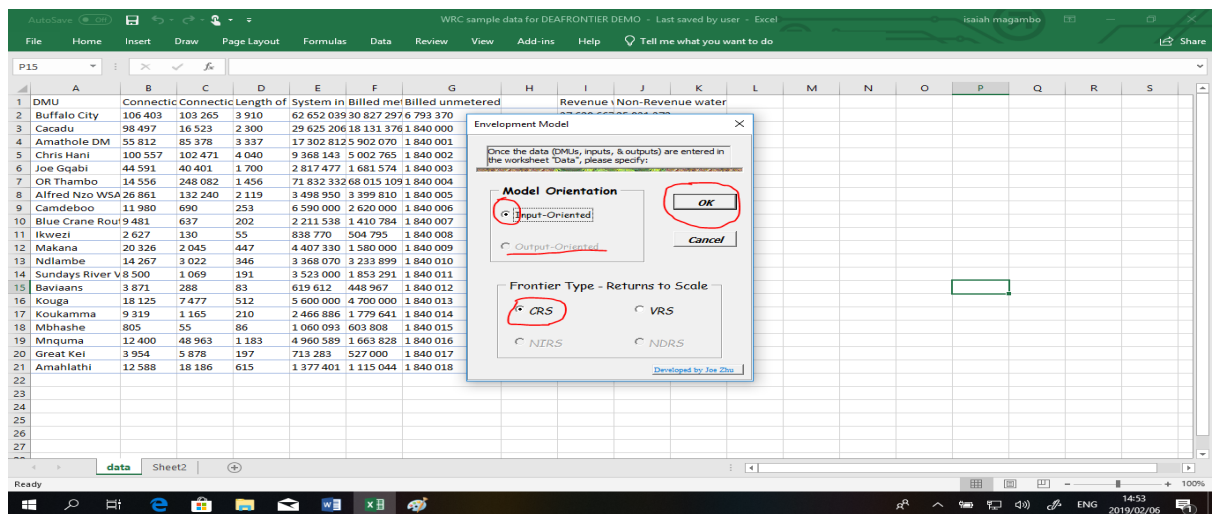 AutoSave Off WRC sample data for DEAFRONTIER DEMO - Last saved by user - Excel isaiah magambo
File Home Insert Draw Page Layout Formulas Data Review View Add-ins Help Tell me what you want to do Share
P15 fx
A B C D E F G H I J K L M N O P Q R S
1 DMU Connectic Connectic Length of System in Billed met Billed unmetered Revenue Non-Revenue water
2 Buffalo City 106 403 103 265 3 910 62 652 039 30 827 297 6 793 370
3 Cacadu 98 497 16 523 2 300 29 625 206 18 131 376 1 840 000
4 Amathole DM 55 812 85 378 3 337 17 302 812 5 902 070 1 840 001
5 Chris Hani 100 557 102 471 4 040 9 368 143 5 002 765 1 840 002
6 Joe Gqabi 44 591 40 401 1 700 2 817 477 1 681 574 1 840 003
7 OR Thambo 14 556 248 082 1 456 71 832 332 68 015 109 1 840 004
8 Alfred Nzo WSA 26 861 132 240 2 119 3 498 950 3 399 810 1 840 005
9 Camdeboo 11 980 690 253 6 590 000 2 620 000 1 840 006
10 Blue Crane Rou 9 481 637 202 2 211 538 1 410 784 1 840 007
11 Ikwezi 2 627 130 55 838 770 504 795 1 840 008
12 Makana 20 326 2 045 447 4 407 330 1 580 000 1 840 009
13 Ndlambe 14 267 3 022 346 3 368 070 3 233 899 1 840 010
14 Sundays River V 8 500 1 069 191 3 523 000 1 853 291 1 840 011
15 Baviaans 3 871 288 83 619 612 448 967 1 840 012
16 Kouga 18 125 7 477 512 5 600 000 4 700 000 1 840 013
17 Koukamma 9 319 1 165 210 2 466 886 1 779 641 1 840 014
18 Mbhashe 805 55 86 1 060 093 603 808 1 840 015
19 Mnquma 12 400 48 963 1 183 4 960 589 1 663 828 1 840 016
20 Great Kei 3 954 5 878 197 713 283 527 000 1 840 017
21 Amahlathi 12 588 18 186 615 1 377 401 1 115 044 1 840 018
22
23
24
25
26
27
Envelopment Model
Once the data (DMUs, inputs, & outputs) are entered in
the worksheet "Data", please specify:
Model Orientation
OK
Input-Oriented
Cancel
Output-Oriented
Frontier Type - Returns to Scale
CRS VRS
NIRS NDRS
Developed by Joe Zhu
data Sheet2
Ready 100%
ENG 14:53
2019/02/06